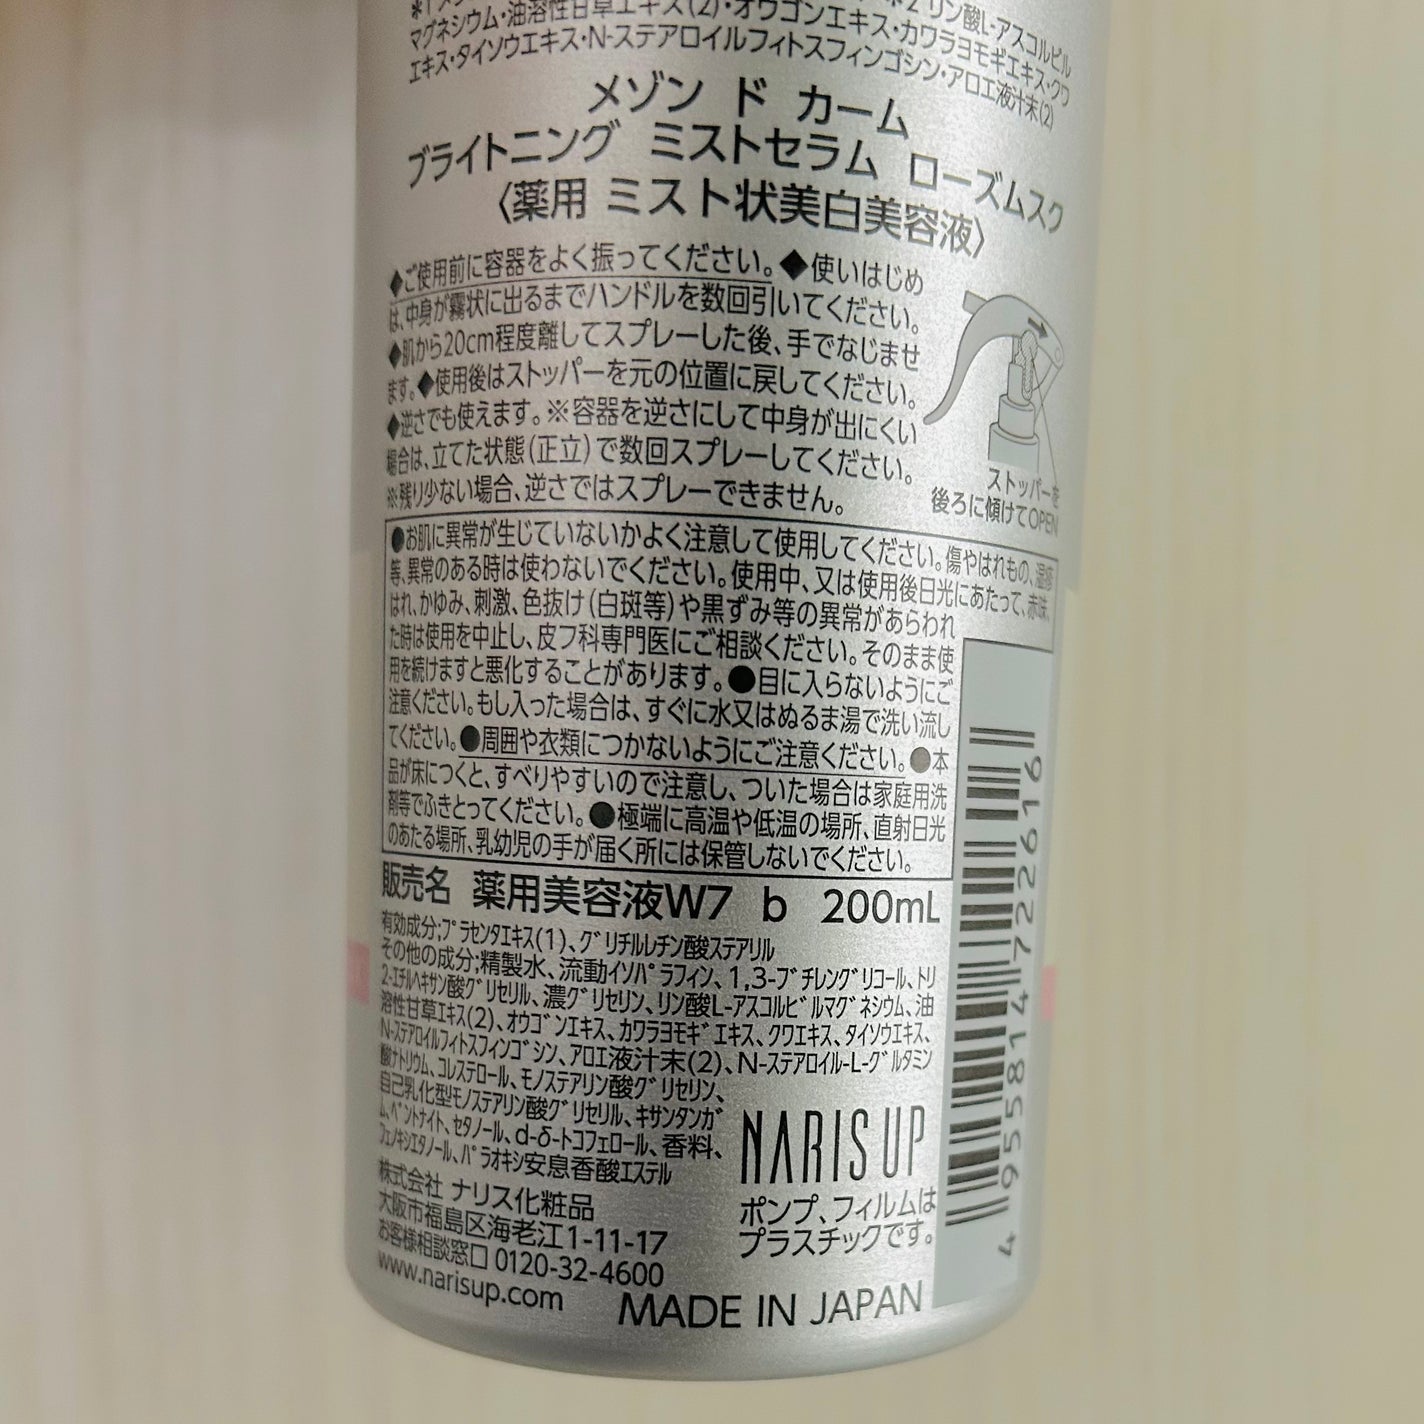 リン酸L-アスコルビル
マグネシウム・油溶性甘草エキス(2)・オウゴンエキス・カワラヨモギエキス・クワ
エキス・タイソウエキス・N-ステアロイルフィトスフィンゴシン・アロエ液汁末(2)
メゾン ド カーム
ブライトニング ミストセラム ローズムスク
〈薬用 ミスト状美白美容液〉
◆ご使用前に容器をよく振ってください。◆使いはじめ
は、中身が霧状に出るまでハンドルを数回引いてください。
◆肌から20cm程度離してスプレーした後、手でなじませ
ます。◆使用後はストッパーを元の位置に戻してください。
◆逆さでも使えます。※容器を逆さにして中身が出にくい
場合は、立てた状態(正立)で数回スプレーしてください。
※残り少ない場合、逆さではスプレーできません。
ストッパーを
後ろに傾けてOPEN
●お肌に異常が生じていないかよく注意して使用してください。傷やはれもの、湿疹
等、異常のある時は使わないでください。使用中、又は使用後日光にあたって、赤味、
はれ、かゆみ、刺激、色抜け(白斑等)や黒ずみ等の異常があらわれ
た時は使用を中止し、皮フ科専門医にご相談ください。そのまま使
用を続けますと悪化することがあります。●目に入らないようにご
注意ください。もし入った場合は、すぐに水又はぬるま湯で洗い流し
てください。●周囲や衣類につかないようにご注意ください。●本
品が床につくと、すべりやすいので注意し、ついた場合は家庭用洗
剤等でふきとってください。●極端に高温や低温の場所、直射日光
のあたる場所、乳幼児の手が届く所には保管しないでください。
販売名 薬用美容液W7 b 200mL
有効成分;プラセンタエキス(1)、グリチルレチン酸ステアリル
その他の成分;精製水、流動イソパラフィン、1,3-ブチレングリコール、トリ
2-エチルヘキサン酸グリセリル、濃グリセリン、リン酸L-アスコルビルマグネシウム、油
溶性甘草エキス(2)、オウゴンエキス、カワラヨモギエキス、クワエキス、タイソウエキス、
N-ステアロイルフィトスフィンゴシン、アロエ液汁末(2)、N-ステアロイル-L-グルタミン
酸ナトリウム、コレステロール、モノステアリン酸グリセリン、
自己乳化型モノステアリン酸グリセリル、キサンタンガ
ム、ベントナイト、セタノール、d-δ-トコフェロール、香料、
フェノキシエタノール、パラオキシ安息香酸エステル
株式会社 ナリス化粧品
大阪市福島区海老江1-11-17
お客様相談窓口 0120-32-4600
www.narisup.com
NARIS UP
ポンプ、フィルムは
プラスチックです。
MADE IN JAPAN
4 955814 722616